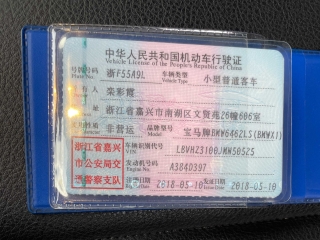 中华人民共和国机动车行驶证
Vehicle License of the People's Republic of China
号牌号码 浙F55A9L 车辆类型 小型普通客车
Plate No. Vehicle Type
所有人 栾影霞
Owner
住址 浙江省嘉兴市南湖区文贤苑26幢606室
Address
使用性质 非营运 品牌型号 宝马牌BMW6462LS(BMWX1)
Use Character Model
浙江省嘉兴
市公安局交
通警察支队
车辆识别代号 LBVHZ3100JMW50525
VIN
发动机号码 A3840397
Engine No.
注册日期 2018-05-10 发证日期 2018-05-10
Register Date Issue Date